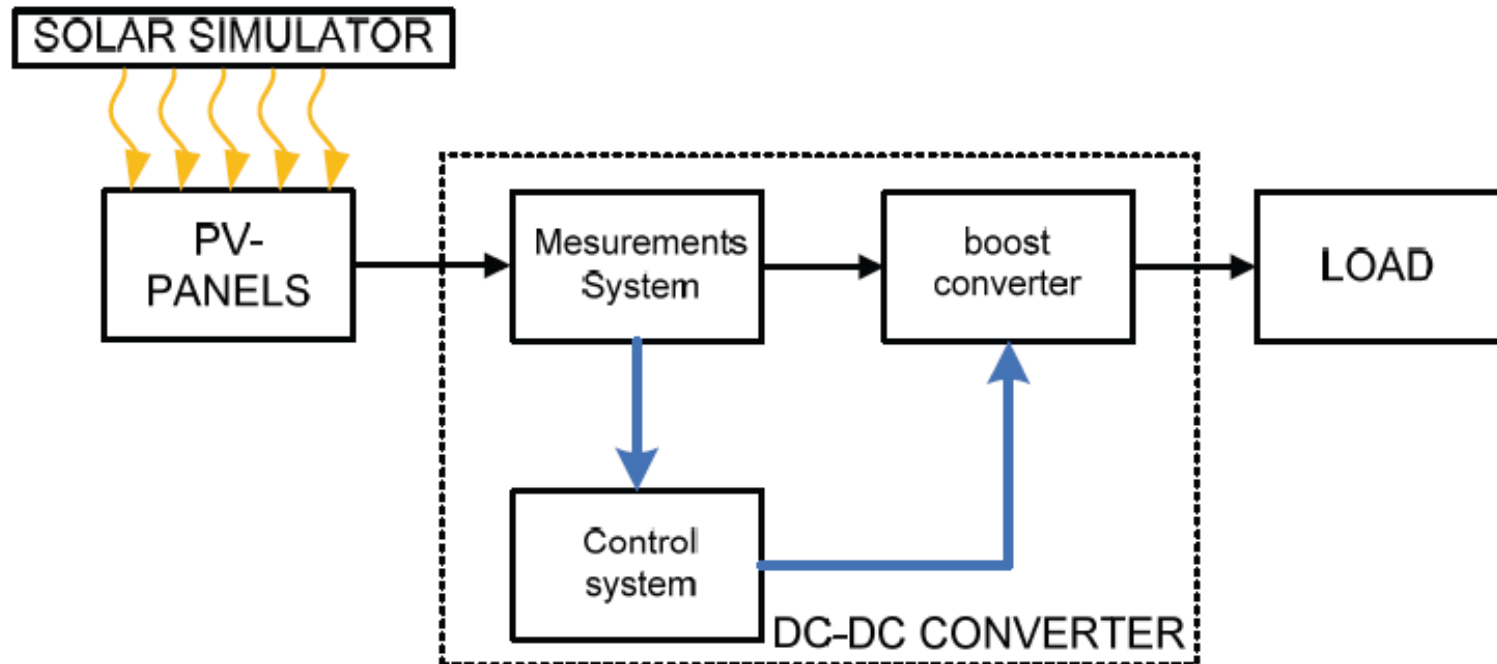 SOLAR SIMULATOR
PV-
PANELS
Mesurements
System
boost
converter
LOAD
Control
system
DC-DC CONVERTER